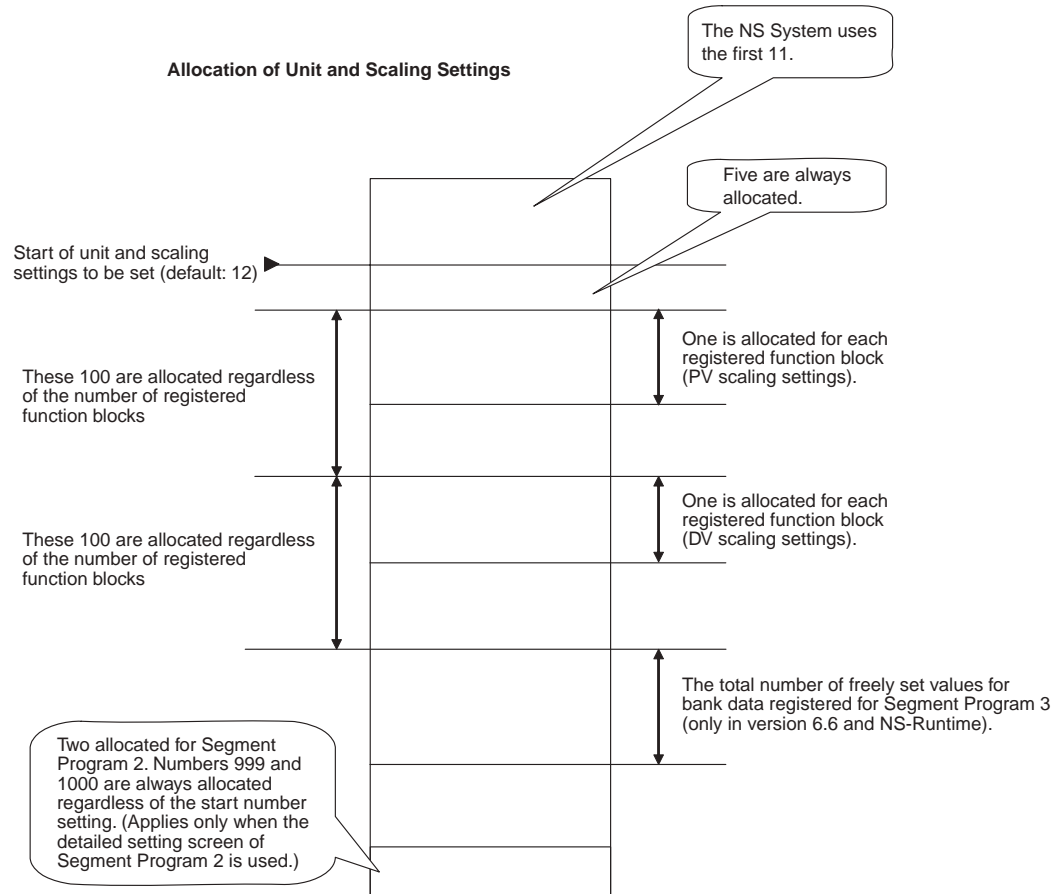 The NS System uses
the first 11.
Allocation of Unit and Scaling Settings
Five are always
allocated.
Start of unit and scaling
settings to be set (default: 12)
One is allocated for each
registered function block
(PV scaling settings).
These 100 are allocated regardless
of the number of registered
function blocks
One is allocated for each
registered function block
(DV scaling settings).
These 100 are allocated regardless
of the number of registered
function blocks
The total number of freely set values for
bank data registered for Segment Program 3
(only in version 6.6 and NS-Runtime).
Two allocated for Segment
Program 2. Numbers 999 and
1000 are always allocated
regardless of the start number
setting. (Applies only when the
detailed setting screen of
Segment Program 2 is used.)